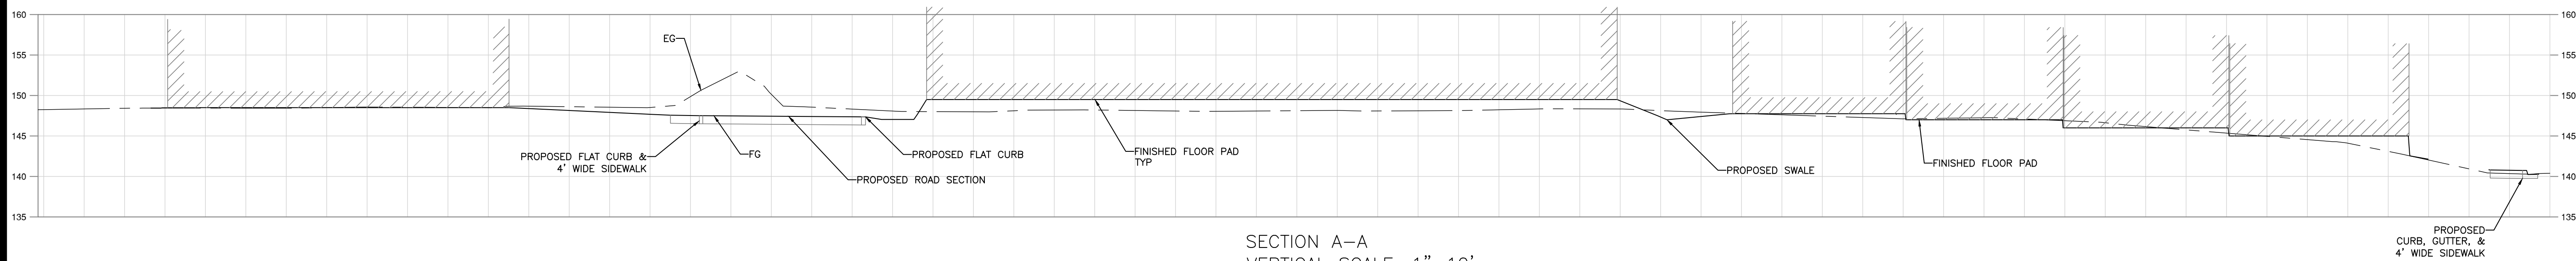 160
155
150
145
140
135
EG
PROPOSED FLAT CURB &
4' WIDE SIDEWALK
FG
PROPOSED ROAD SECTION
PROPOSED FLAT CURB
FINISHED FLOOR PAD
TYP
PROPOSED SWALE
FINISHED FLOOR PAD
PROPOSED
CURB, GUTTER, &
4' WIDE SIDEWALK
160
155
150
145
140
135
SECTION A-A
VERTICAL SCALE